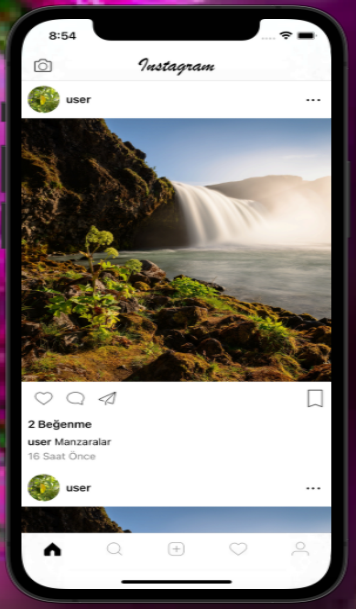 8:54
Instagram
user
2 Beğenme
user Manzaralar
16 Saat Önce
user